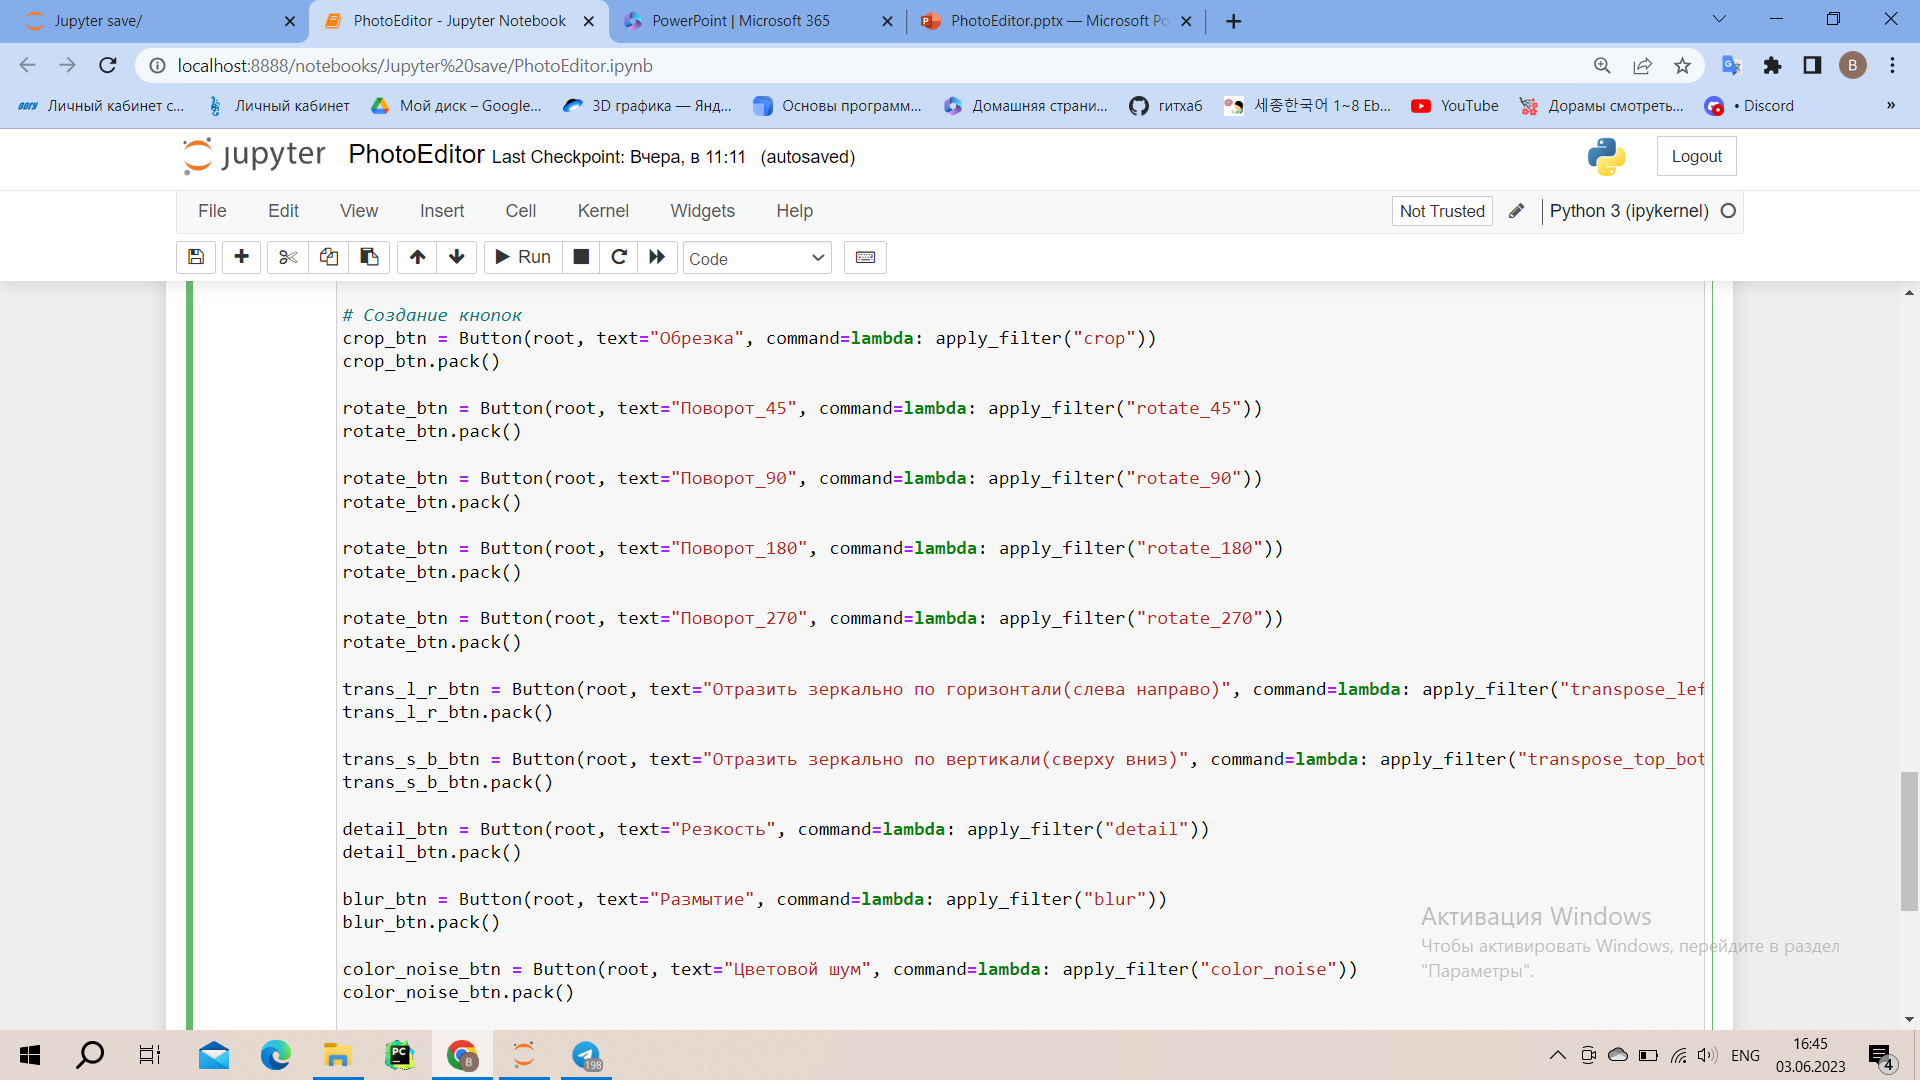 Jupyter save/
PhotoEditor - Jupyter Notebook
PowerPoint | Microsoft 365
PhotoEditor.pptx — Microsoft Po
localhost:8888/notebooks/Jupyter%20save/PhotoEditor.ipynb
B
Личный кабинет с...
Личный кабинет
Мой диск – Google...
3D графика — Янд...
Основы программ...
Домашняя страни...
гитхаб
세종한국어 1~8 Eb...
YouTube
Дорамы смотреть...
• Discord
»
jupyter
PhotoEditor Last Checkpoint: Вчера, в 11:11 (autosaved)
Logout
File
Edit
View
Insert
Cell
Kernel
Widgets
Help
Not Trusted
Python 3 (ipykernel)
Run
Code
# Создание кнопок
crop_btn = Button(root, text="Обрезка", command=lambda: apply_filter("crop"))
crop_btn.pack()
rotate_btn = Button(root, text="Поворот_45", command=lambda: apply_filter("rotate_45"))
rotate_btn.pack()
rotate_btn = Button(root, text="Поворот_90", command=lambda: apply_filter("rotate_90"))
rotate_btn.pack()
rotate_btn = Button(root, text="Поворот_180", command=lambda: apply_filter("rotate_180"))
rotate_btn.pack()
rotate_btn = Button(root, text="Поворот_270", command=lambda: apply_filter("rotate_270"))
rotate_btn.pack()
trans_l_r_btn = Button(root, text="Отразить зеркально по горизонтали(слева направо)", command=lambda: apply_filter("transpose_lef
trans_l_r_btn.pack()
trans_s_b_btn = Button(root, text="Отразить зеркально по вертикали(сверху вниз)", command=lambda: apply_filter("transpose_top_bot
trans_s_b_btn.pack()
detail_btn = Button(root, text="Резкость", command=lambda: apply_filter("detail"))
detail_btn.pack()
blur_btn = Button(root, text="Размытие", command=lambda: apply_filter("blur"))
blur_btn.pack()
color_noise_btn = Button(root, text="Цветовой шум", command=lambda: apply_filter("color_noise"))
color_noise_btn.pack()
Активация Windows
Чтобы активировать Windows, перейдите в раздел
"Параметры".
PC
B
198
ENG
16:45
03.06.2023
4